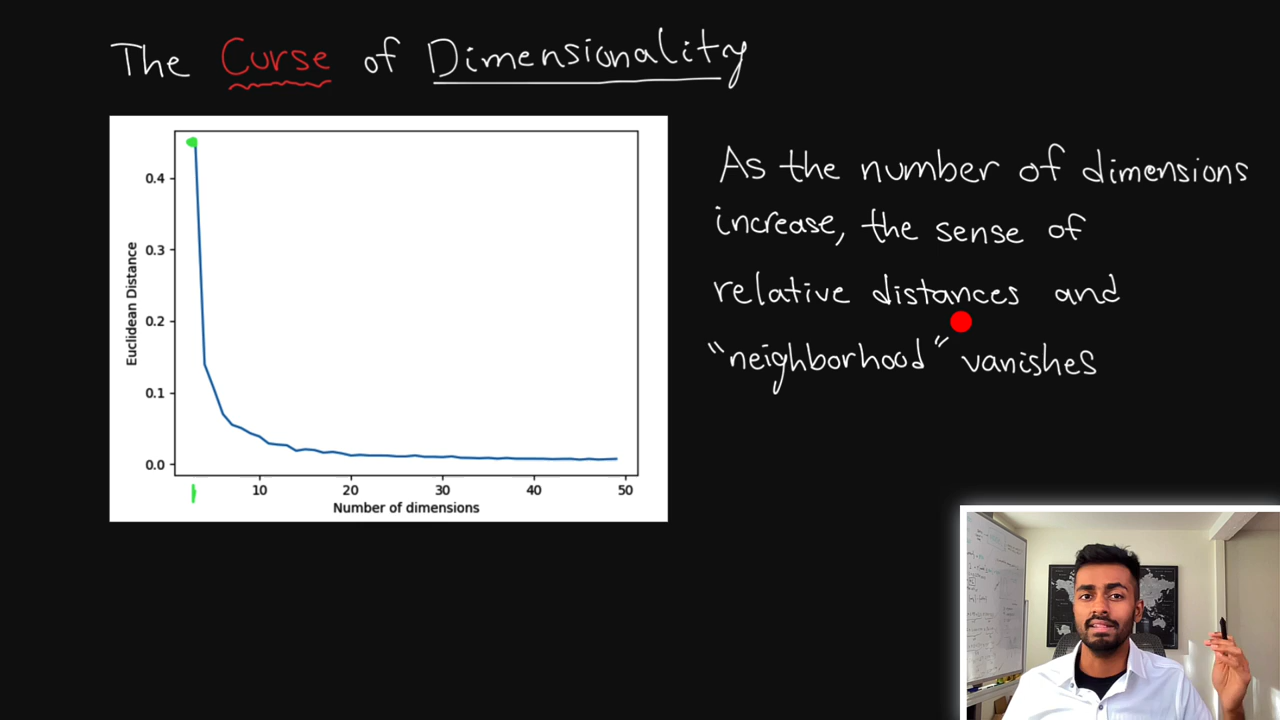 The Curse of Dimensionality
As the number of dimensions
increase, the sense of
relative distances and
"neighborhood" vanishes
Euclidean Distance
0.4
0.3
0.2
0.1
0.0
10 20 30 40 50
Number of dimensions